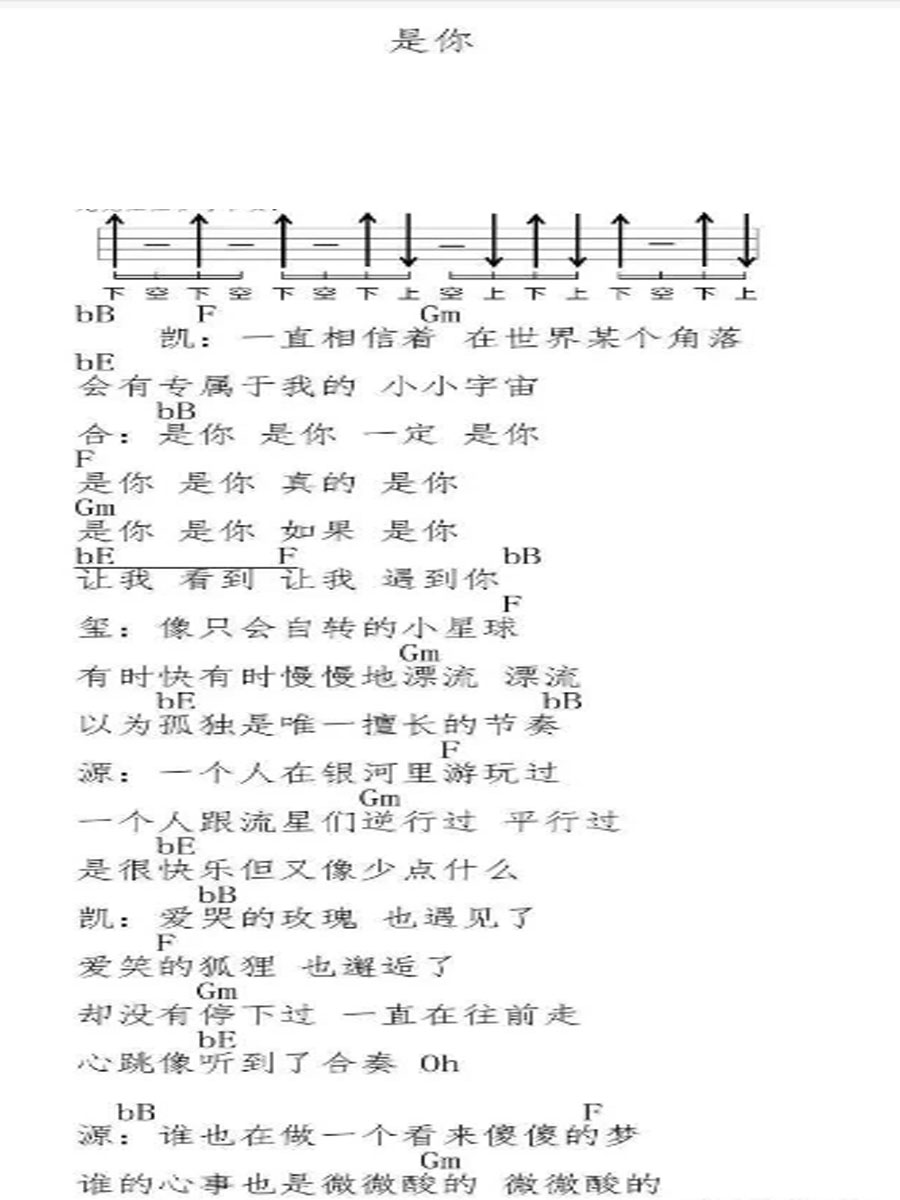 是你
下 空 下 空 下 空 下 上 空 上 下 上 下 空 下 上
bB F Gm
凯：一直相信着 在世界某个角落
bE
会有专属于我的 小小宇宙
bB
合：是你 是你 一定 是你
F
是你 是你 真的 是你
Gm
是你 是你 如果 是你
bE F bB
让我 看到 让我 遇到你
F
玺：像只会自转的小星球
Gm
有时快有时慢慢地漂流 漂流
bE bB
以为孤独是唯一擅长的节奏
F
源：一个人在银河里游玩过
Gm
一个人跟流星们逆行过 平行过
bE
是很快乐但又像少点什么
bB
凯：爱哭的玫瑰 也遇见了
F
爱笑的狐狸 也邂逅了
Gm
却没有停下过 一直在往前走
bE
心跳像听到了合奏 Oh
bB F
源：谁也在做一个看来傻傻的梦
Gm
谁的心事也是微微酸的 微微酸的